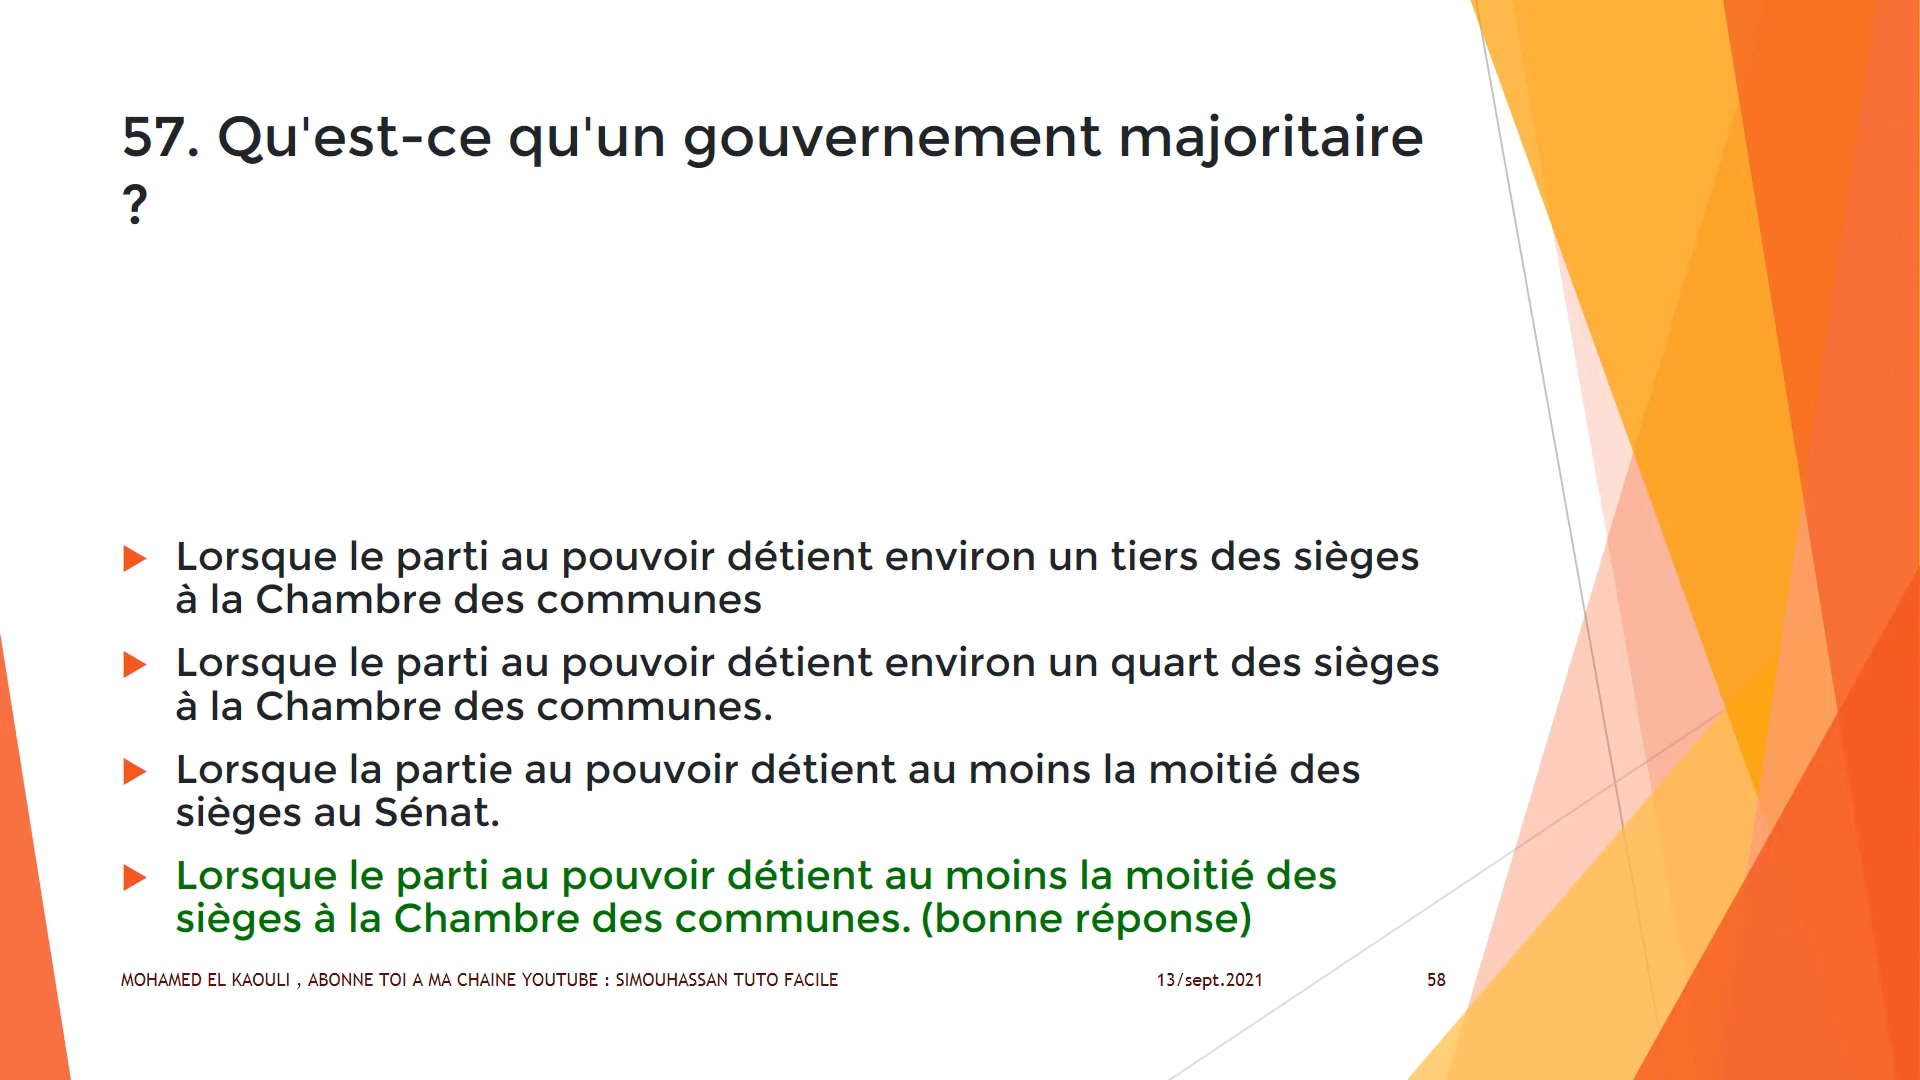 57. Qu'est-ce qu'un gouvernement majoritaire
?
Lorsque le parti au pouvoir détient environ un tiers des sièges
à la Chambre des communes
Lorsque le parti au pouvoir détient environ un quart des sièges
à la Chambre des communes.
Lorsque la partie au pouvoir détient au moins la moitié des
sièges au Sénat.
Lorsque le parti au pouvoir détient au moins la moitié des
sièges à la Chambre des communes. (bonne réponse)
MOHAMED EL KAOULI , ABONNE TOI A MA CHAINE YOUTUBE : SIMOUHASSAN TUTO FACILE 13/sept.2021 58